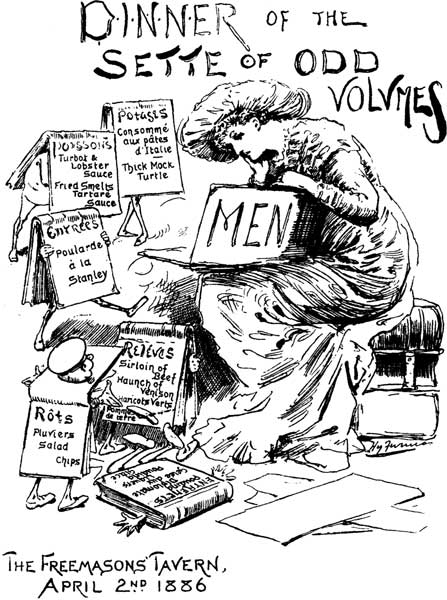 DINNER OF THE
SETTE OF ODD
VOLVMES
POTAGES
Consommé
aux pâtes
d'Italie
Thick Mock
Turtle
POISSONS
Turbot &
Lobster
Sauce
Fried Smelts
Tartare
Sauce
ENTRÉES
Poularde
à la
Stanley
MEN
RELEVÉS
Sirloin of
Beef
Haunch of
Venison
Haricots Verts
Pommes
de terre
RÔTS
Pluviers
Salad
Chips
Hy Furniss
THE FREEMASONS' TAVERN,
APRIL 2ND 1886